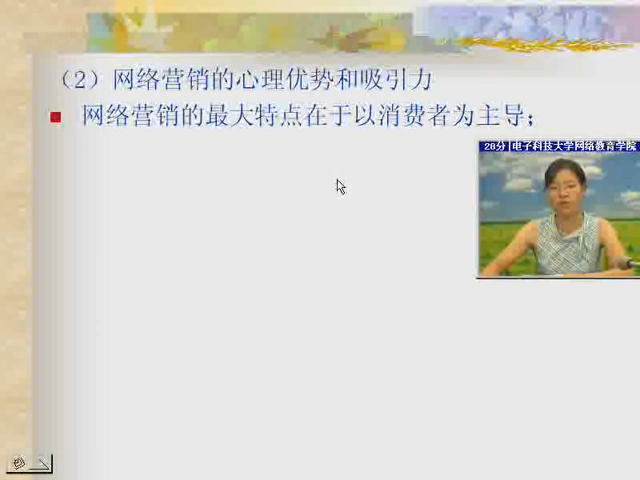 （2）网络营销的心理优势和吸引力
网络营销的最大特点在于以消费者为主导；
28分|电子科技大学网络教育学院